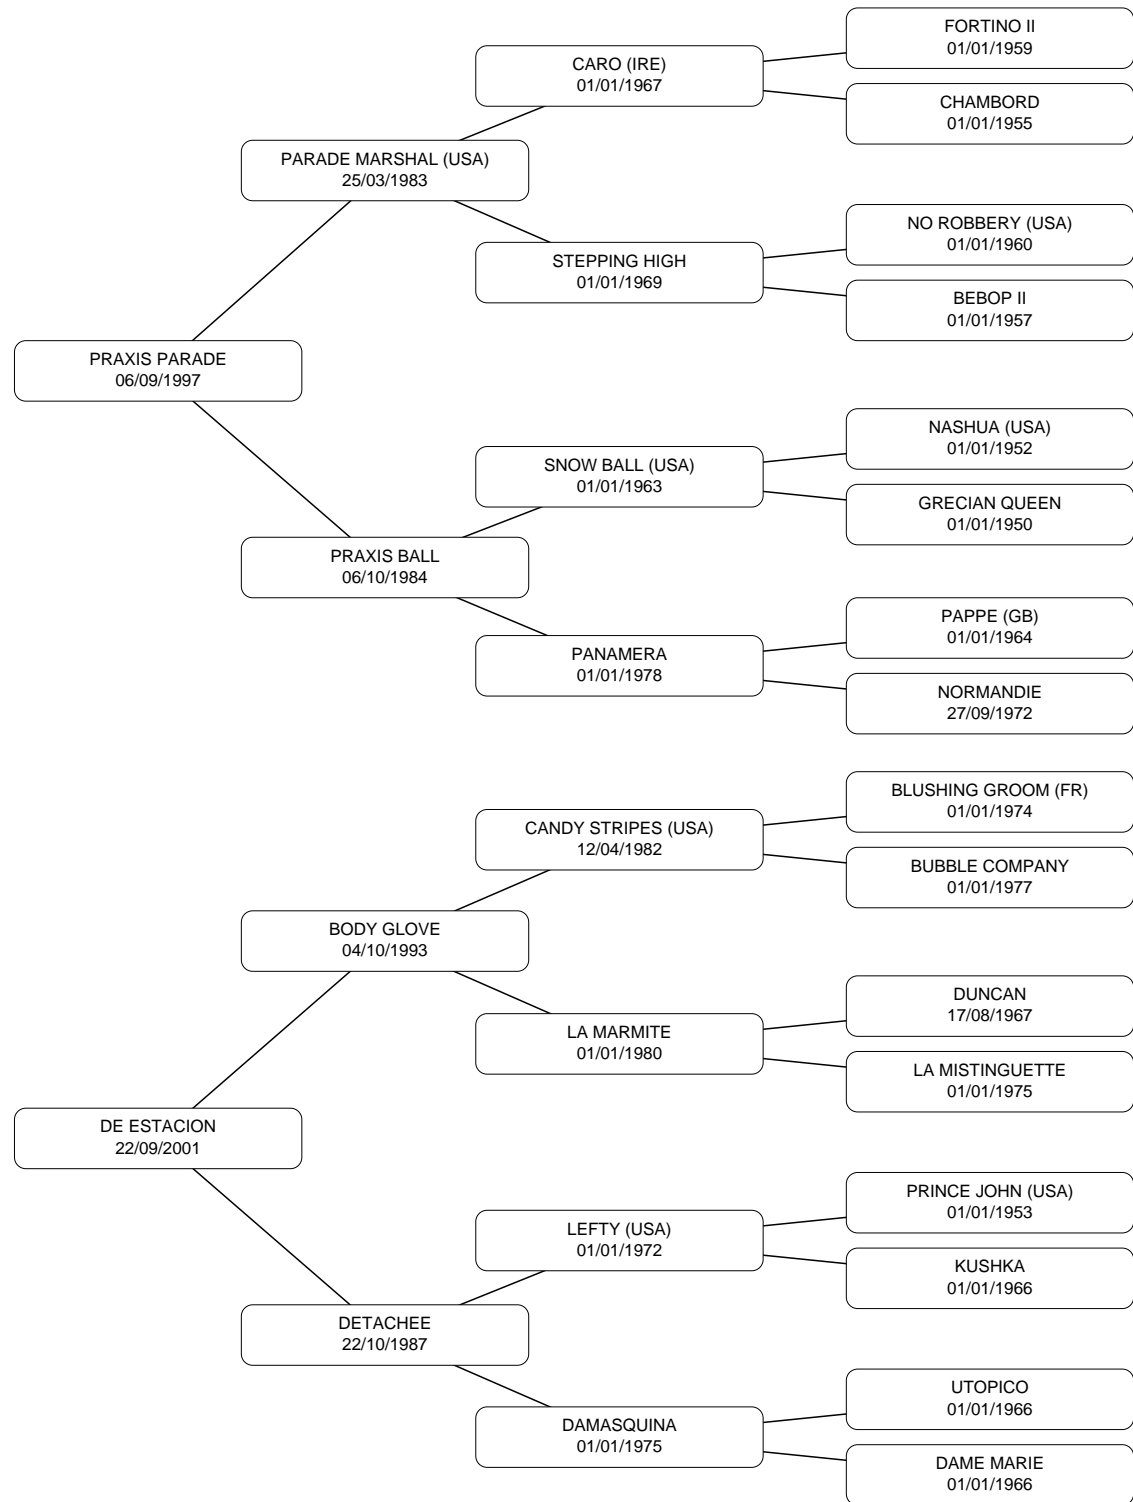 FORTINO II
01/01/1959
CARO (IRE)
01/01/1967
CHAMBORD
01/01/1955
PARADE MARSHAL (USA)
25/03/1983
NO ROBBERY (USA)
01/01/1960
STEPPING HIGH
01/01/1969
BEBOP II
01/01/1957
PRAXIS PARADE
06/09/1997
NASHUA (USA)
01/01/1952
SNOW BALL (USA)
01/01/1963
GRECIAN QUEEN
01/01/1950
PRAXIS BALL
06/10/1984
PAPPE (GB)
01/01/1964
PANAMERA
01/01/1978
NORMANDIE
27/09/1972
BLUSHING GROOM (FR)
01/01/1974
CANDY STRIPES (USA)
12/04/1982
BUBBLE COMPANY
01/01/1977
BODY GLOVE
04/10/1993
DUNCAN
17/08/1967
LA MARMITE
01/01/1980
LA MISTINGUETTE
01/01/1975
DE ESTACION
22/09/2001
PRINCE JOHN (USA)
01/01/1953
LEFTY (USA)
01/01/1972
KUSHKA
01/01/1966
DETACHEE
22/10/1987
UTOPICO
01/01/1966
DAMASQUINA
01/01/1975
DAME MARIE
01/01/1966